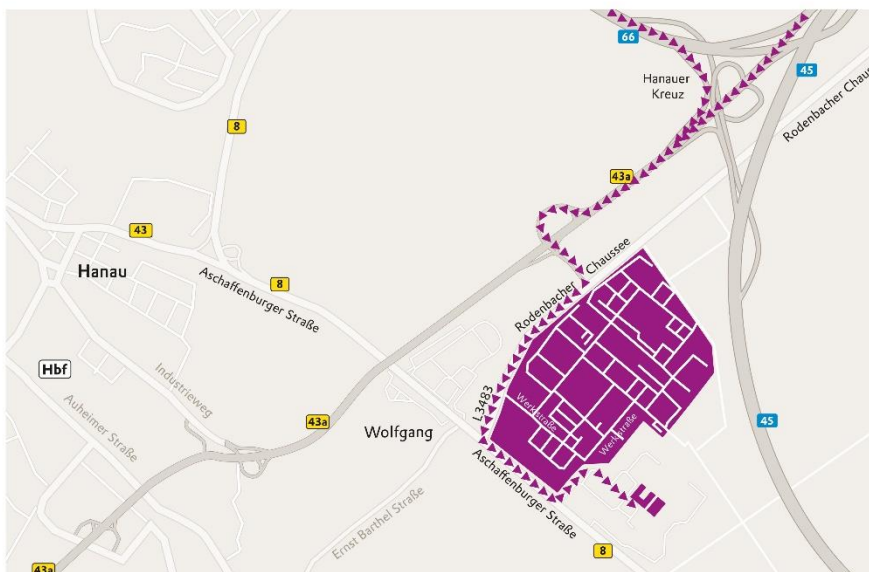 66
45
Hanauer
Kreuz
Rodenbacher Chaus
8
43a
43
Hanau
Aschaffenburger Straße
8
Rodenbacher Chaussee
Hbf
Industrieweg
Auheimer Straße
43a
L3483
Werkstraße
Werkstraße
45
Wolfgang
Aschaffenburger Straße
Ernst Barthel Straße
8
43a